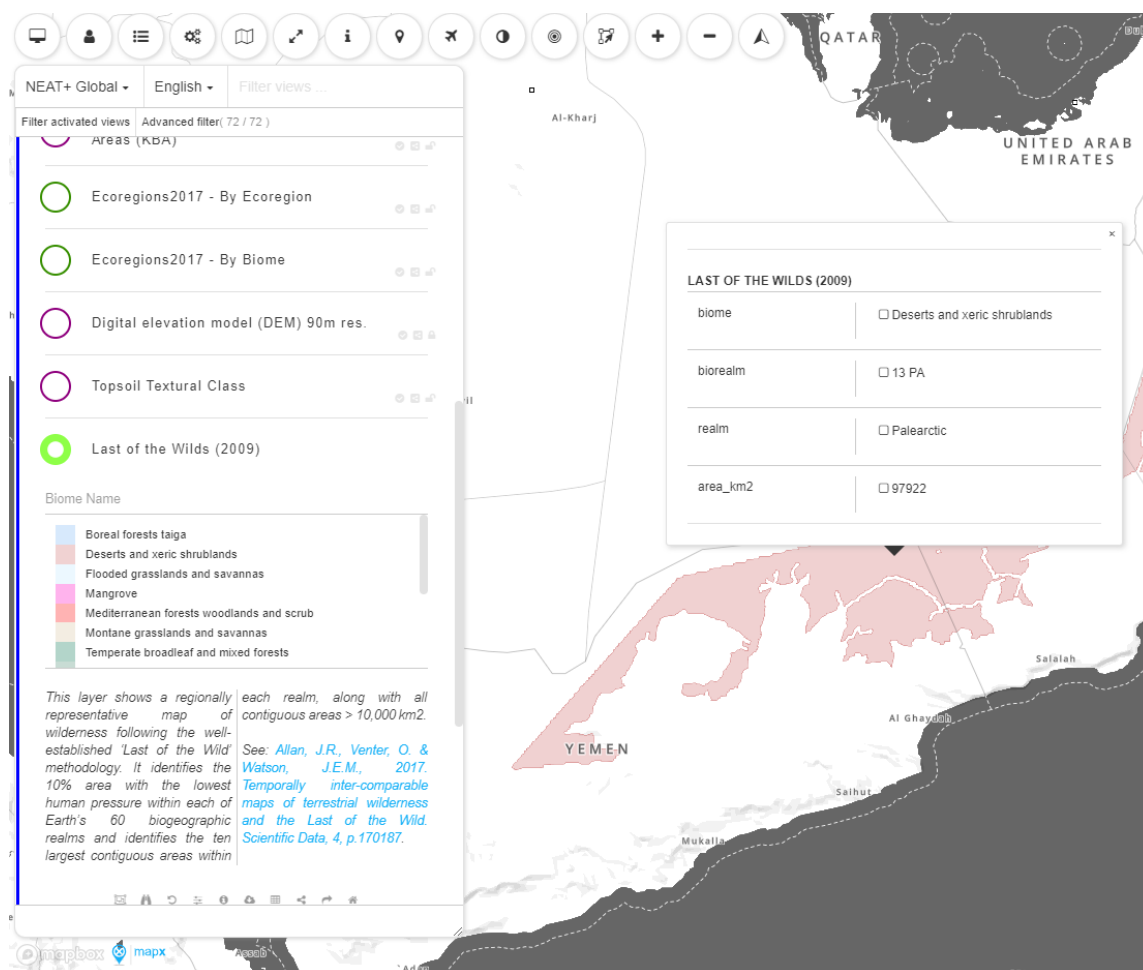 NEAT+ Global
English
Filter views ...
Filter activated views
Advanced filter( 72 / 72 )
Areas (KBA)
Ecoregions2017 - By Ecoregion
Ecoregions2017 - By Biome
Digital elevation model (DEM) 90m res.
Topsoil Textural Class
Last of the Wilds (2009)
Biome Name
Boreal forests taiga
Deserts and xeric shrublands
Flooded grasslands and savannas
Mangrove
Mediterranean forests woodlands and scrub
Montane grasslands and savannas
Temperate broadleaf and mixed forests
This layer shows a regionally
representative map of
wilderness following the well-
established 'Last of the Wild'
methodology. It identifies the
10% area with the lowest
human pressure within each of
Earth's 60 biogeographic
realms and identifies the ten
largest contiguous areas within
each realm, along with all
contiguous areas > 10,000 km2.
See: Allan, J.R., Venter, O. &
Watson, J.E.M., 2017.
Temporally inter-comparable
maps of terrestrial wilderness
and the Last of the Wild.
Scientific Data, 4, p.170187.
mapbox
mapx
QATAR
Al-Kharj
UNITED ARAB
EMIRATES
×
LAST OF THE WILDS (2009)
biome
Deserts and xeric shrublands
biorealm
13 PA
realm
Palearctic
area_km2
97922
Salalah
Al Ghaydah
YEMEN
Saihut
Mukalla
Assab